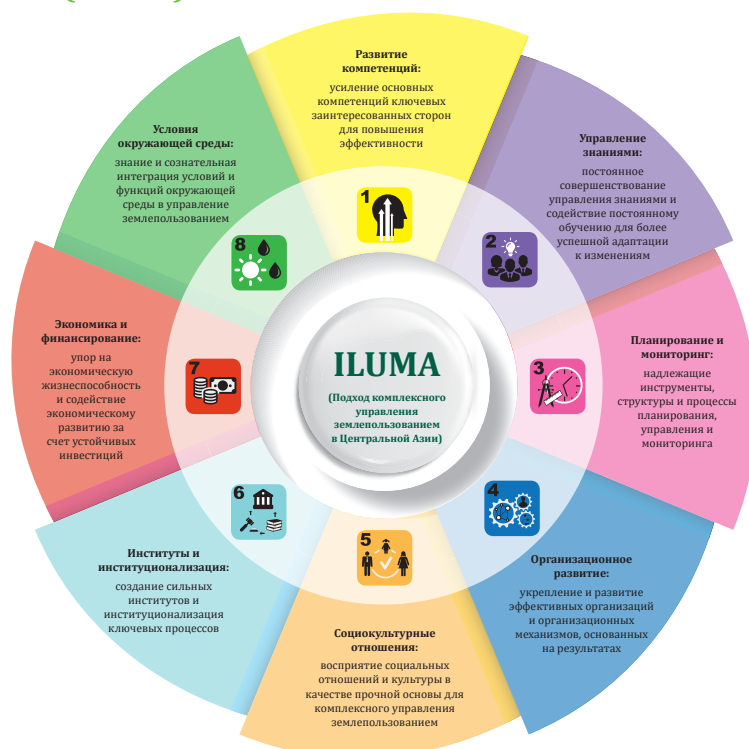 Развитие
компетенций:
усиление основных
компетенций ключевых
заинтересованных сторон
для повышения
эффективности
1
Управление
знаниями:
постоянное
совершенствование
управления знаниями и
содействие постоянному
обучению для более
успешной адаптации
к изменениям
2
Планирование и
мониторинг:
надлежащие
инструменты,
структуры и процессы
планирования,
управления и
мониторинга
3
Организационное
развитие:
укрепление и развитие
эффективных организаций
и организационных
механизмов, основанных
на результатах
4
Социокультурные
отношения:
восприятие социальных
отношений и культуры в
качестве прочной основы для
комплексного управления
землепользованием
5
Институты и
институционализация:
создание сильных
институтов и
институционализация
ключевых процессов
6
Экономика и
финансирование:
упор на
экономическую
жизнеспособность
и содействие
экономическому
развитию за
счет устойчивых
инвестиций
7
Условия
окружающей среды:
знание и сознательная
интеграция условий и
функций окружающей
среды в управление
землепользованием
8
ILUMA
(Подход комплексного
управления
землепользованием
в Центральной Азии)